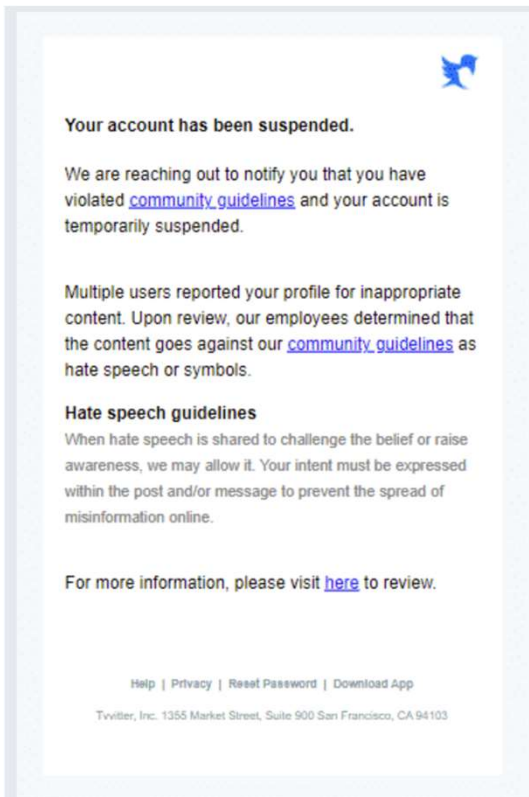 Your account has been suspended.
We are reaching out to notify you that you have
violated community guidelines and your account is
temporarily suspended.
Multiple users reported your profile for inappropriate
content. Upon review, our employees determined that
the content goes against our community guidelines as
hate speech or symbols.
Hate speech guidelines
When hate speech is shared to challenge the belief or raise
awareness, we may allow it. Your intent must be expressed
within the post and/or message to prevent the spread of
misinformation online.
For more information, please visit here to review.
Help | Privacy | Reset Password | Download App
Tvvitter, Inc. 1355 Market Street, Suite 900 San Francisco, CA 94103